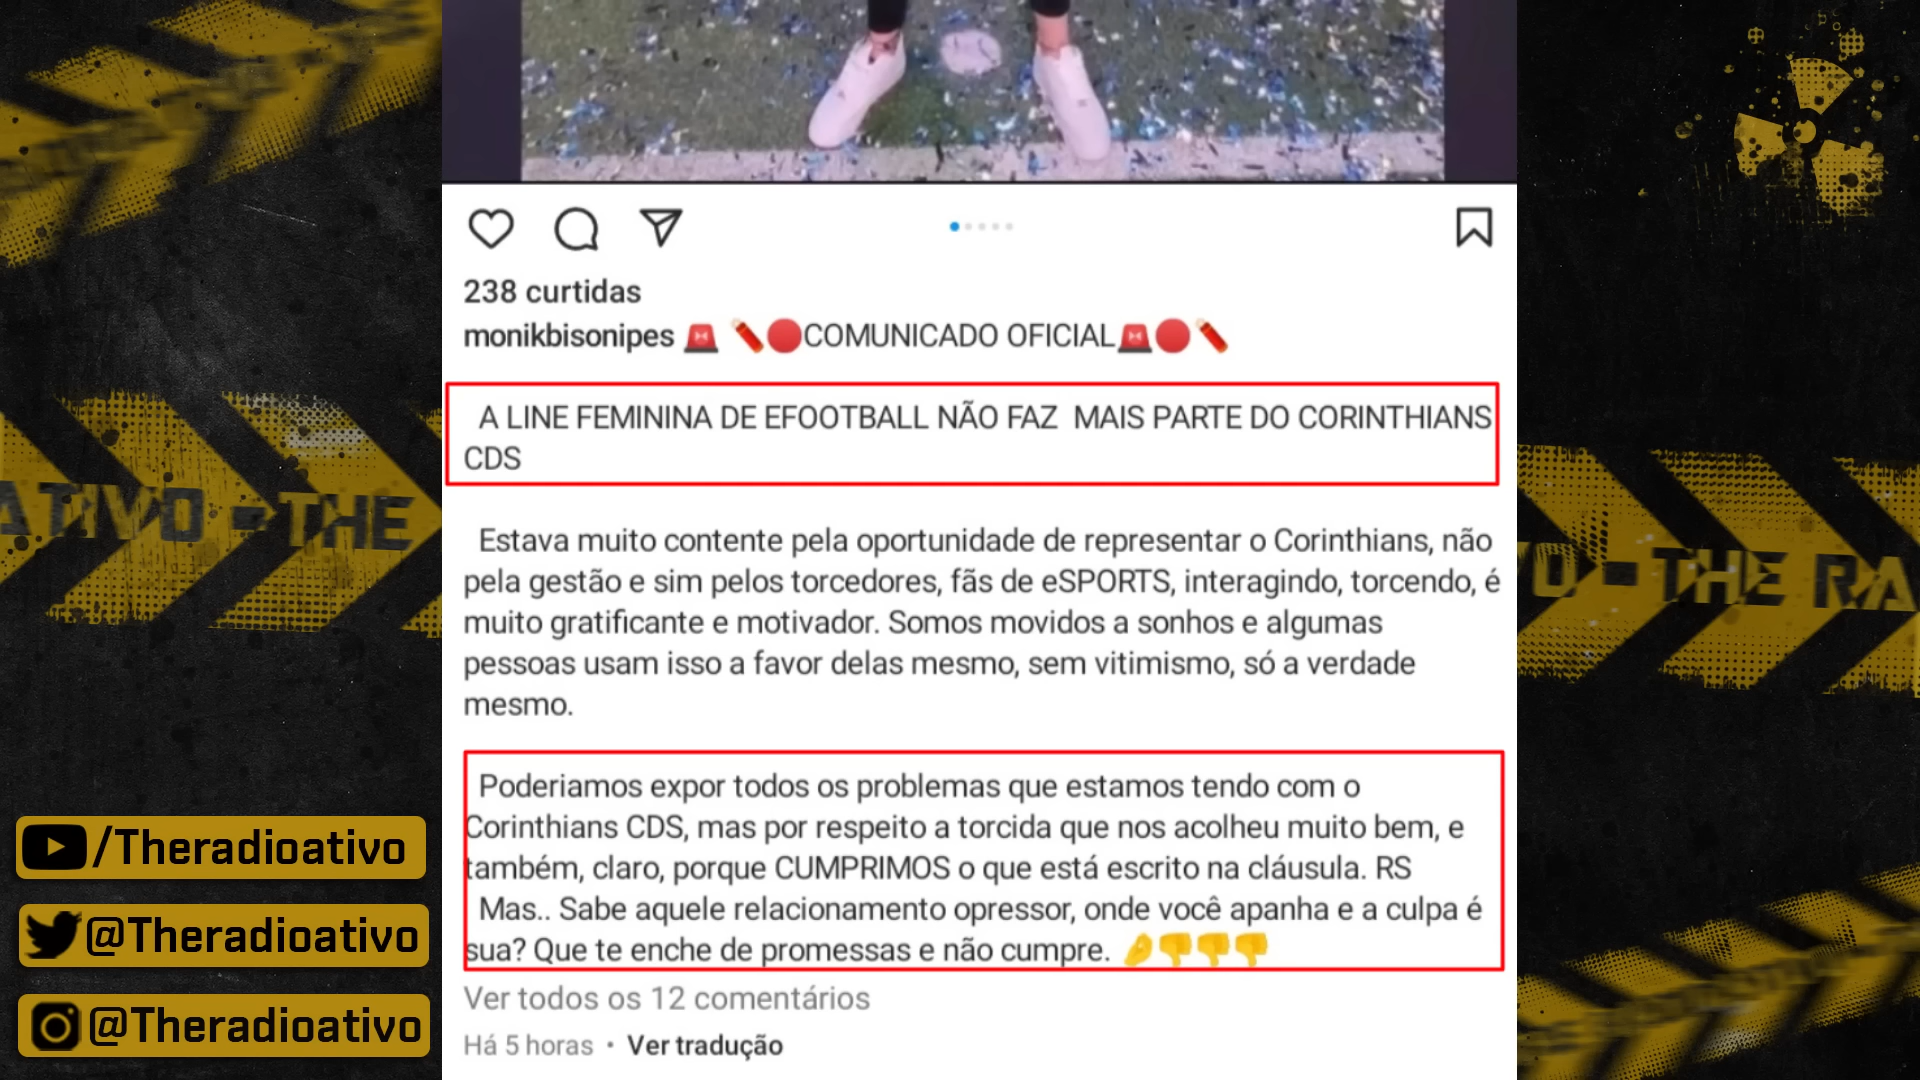 238 curtidas
monikbisonipes 🚨 🧨🔴COMUNICADO OFICIAL🚨🔴🧨
A LINE FEMININA DE EFOOTBALL NÃO FAZ  MAIS PARTE DO CORINTHIANS
CDS
Estava muito contente pela oportunidade de representar o Corinthians, não
pela gestão e sim pelos torcedores, fãs de eSPORTS, interagindo, torcendo, é
muito gratificante e motivador. Somos movidos a sonhos e algumas
pessoas usam isso a favor delas mesmo, sem vitimismo, só a verdade
mesmo.
Poderiamos expor todos os problemas que estamos tendo com o
Corinthians CDS, mas por respeito a torcida que nos acolheu muito bem, e
também, claro, porque CUMPRIMOS o que está escrito na cláusula. RS
Mas.. Sabe aquele relacionamento opressor, onde você apanha e a culpa é
sua? Que te enche de promessas e não cumpre. 🤌👎👎👎
Ver todos os 12 comentários
Há 5 horas • Ver tradução
ATIVO - THE
O - THE RA
/Theradioativo
@Theradioativo
@Theradioativo